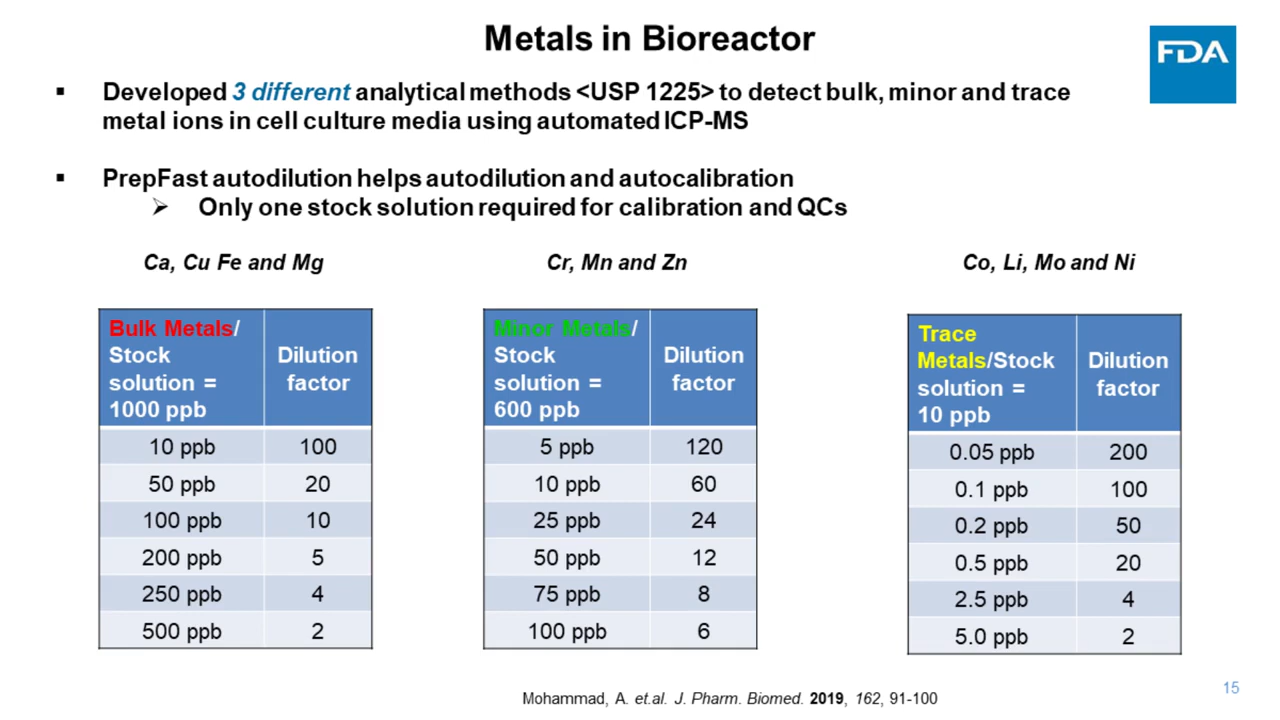 Metals in Bioreactor
FDA
▪ Developed 3 different analytical methods <USP 1225> to detect bulk, minor and trace
metal ions in cell culture media using automated ICP-MS
▪ PrepFast autodilution helps autodilution and autocalibration
➢ Only one stock solution required for calibration and QCs
Ca, Cu Fe and Mg
Bulk Metals/
Stock
solution =
1000 ppb
Dilution
factor
10 ppb 100
50 ppb 20
100 ppb 10
200 ppb 5
250 ppb 4
500 ppb 2
Cr, Mn and Zn
Minor Metals/
Stock
solution =
600 ppb
Dilution
factor
5 ppb 120
10 ppb 60
25 ppb 24
50 ppb 12
75 ppb 8
100 ppb 6
Co, Li, Mo and Ni
Trace
Metals/Stock
solution =
10 ppb
Dilution
factor
0.05 ppb 200
0.1 ppb 100
0.2 ppb 50
0.5 ppb 20
2.5 ppb 4
5.0 ppb 2
Mohammad, A. et.al. J. Pharm. Biomed. 2019, 162, 91-100
15